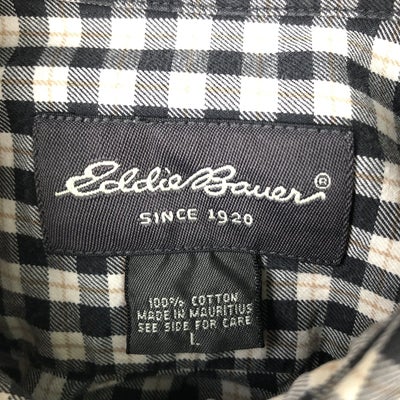 Eddie Bauer®
SINCE 1920
100% COTTON
MADE IN MAURITIUS
SEE SIDE FOR CARE
L